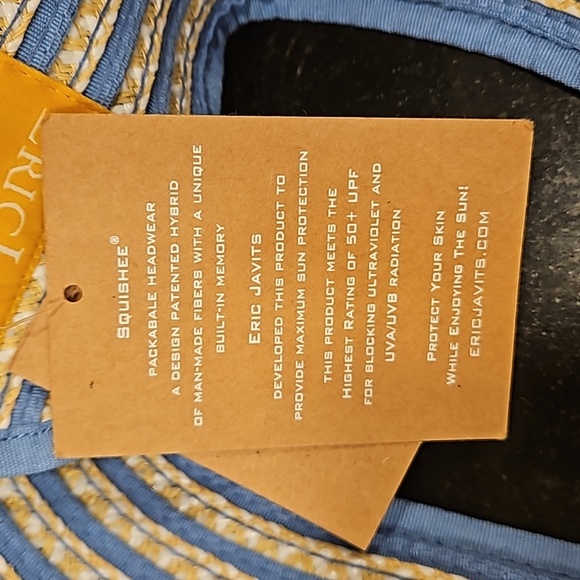 Squishee®
packabale headwear
a design patented hybrid
of man-made fibers with a unique
built-in memory
Eric Javits
developed this product to
provide maximum sun protection
this product meets the
Highest Rating of 50+ UPF
for blocking ultraviolet and
UVA/UVB radiation
Protect Your Skin
while Enjoying The Sun!
ericjavits.com